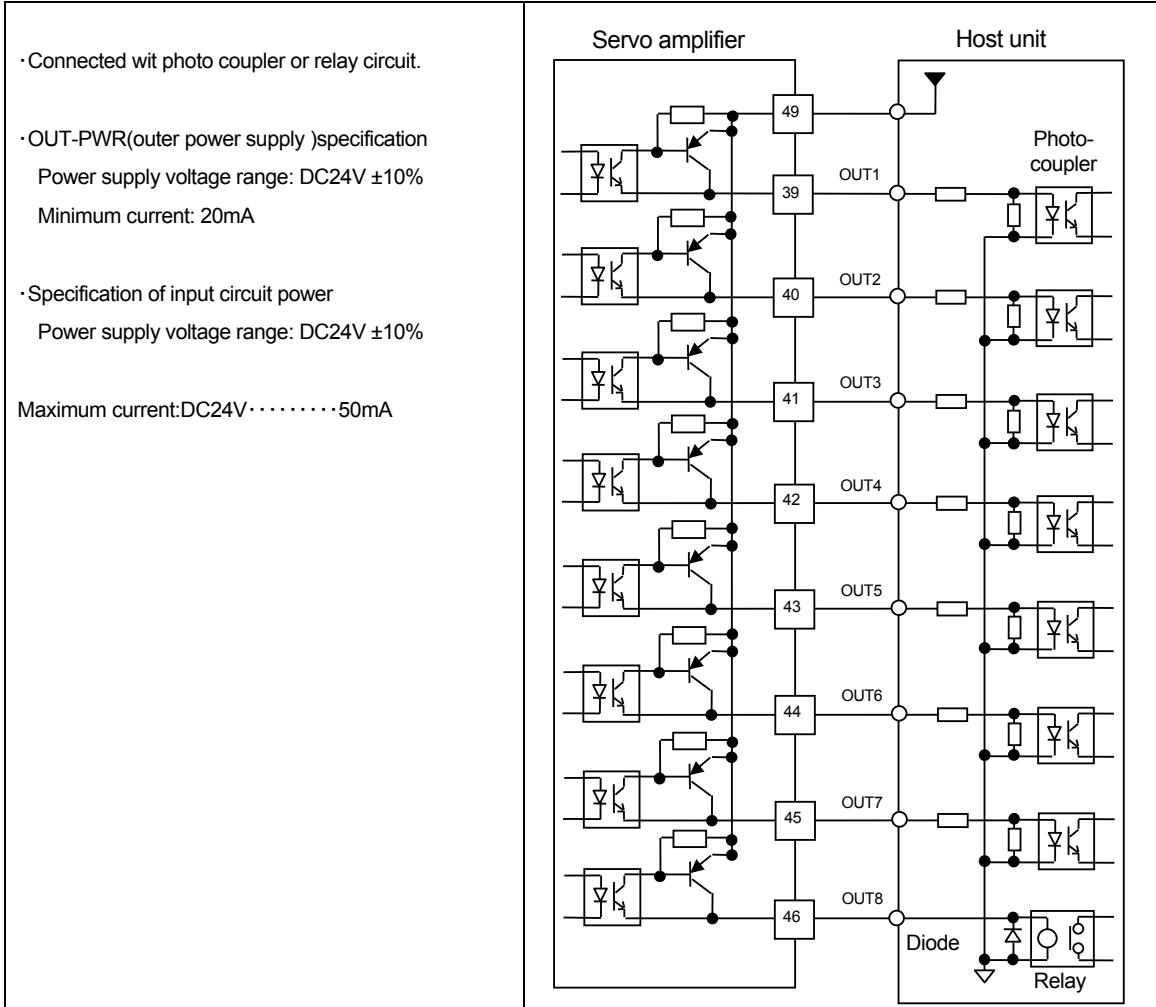 ・Connected wit photo coupler or relay circuit.
・OUT-PWR(outer power supply )specification
Power supply voltage range: DC24V ±10%
Minimum current: 20mA
・Specification of input circuit power
Power supply voltage range: DC24V ±10%
Maximum current:DC24V・・・・・・・・・50mA
Servo amplifier
Host unit
49
Photo-
coupler
39
OUT1
40
OUT2
41
OUT3
42
OUT4
43
OUT5
44
OUT6
45
OUT7
46
OUT8
Diode
Relay